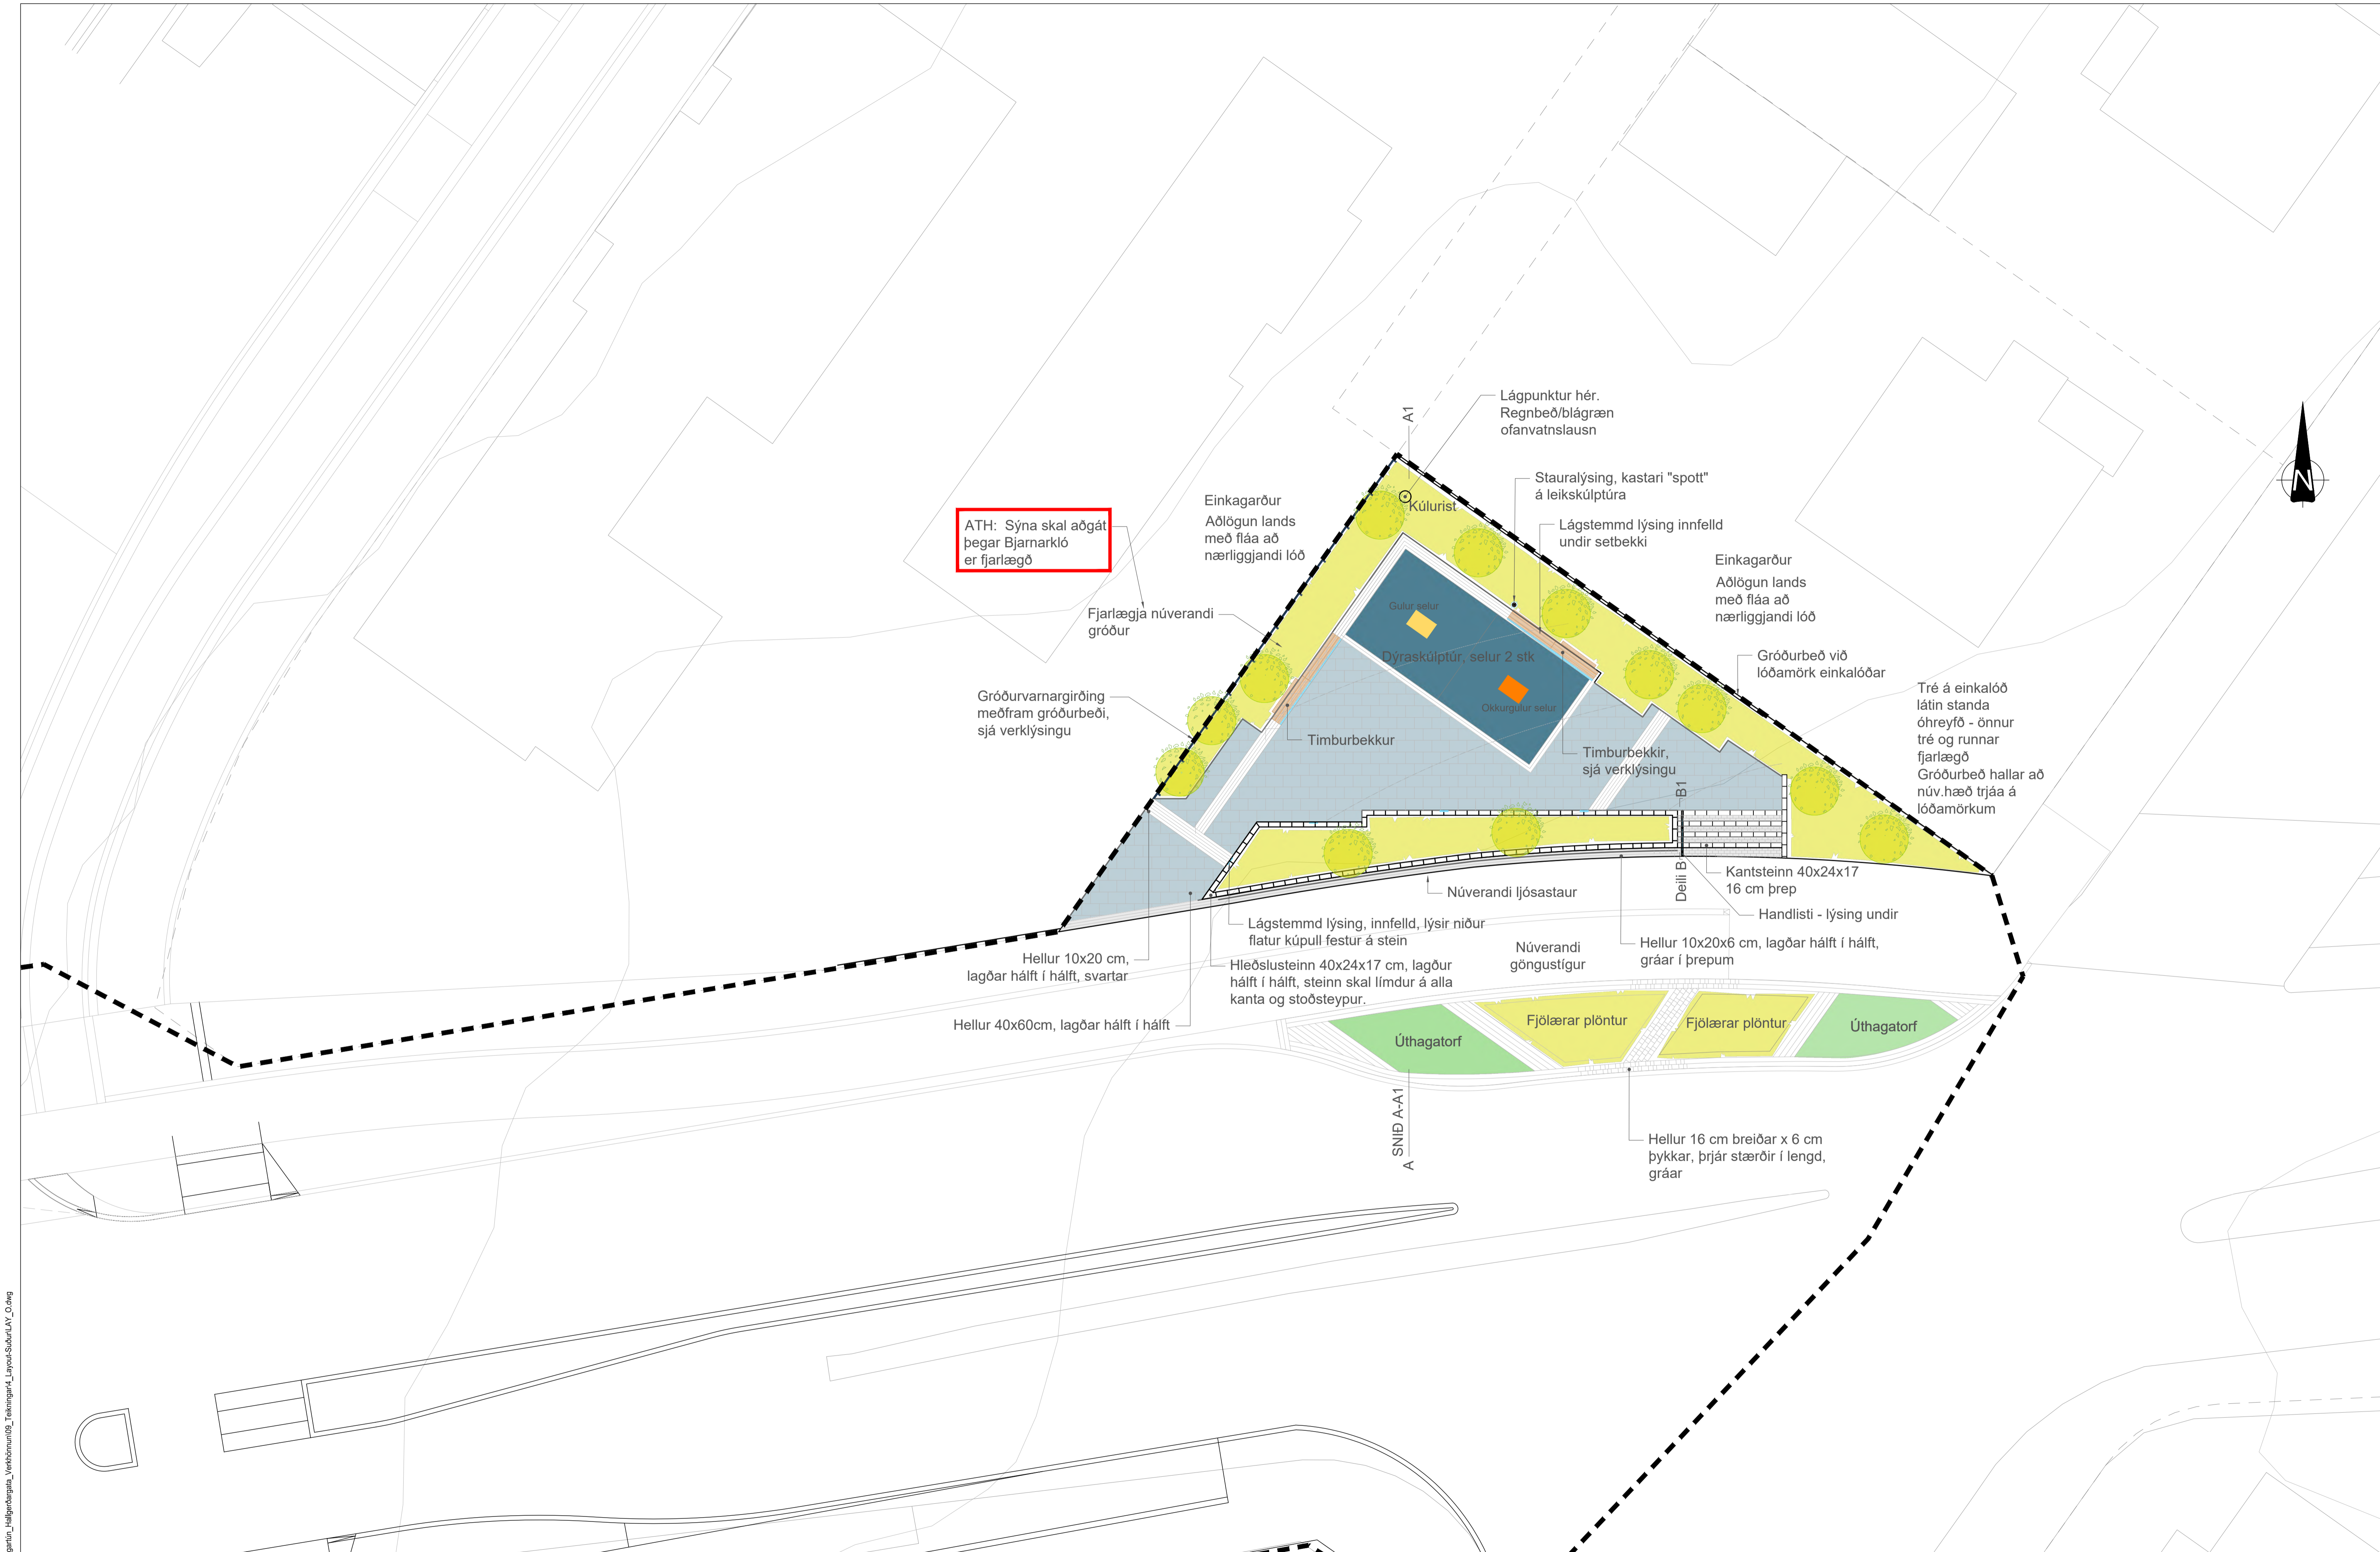 A1
Lágpunktur hér.
Regnbeð/blágræn
ofanvatnslausn
Stauralýsing, kastari "spott"
á leikskúlptúra
Kúlurist
Lágstemmd lýsing innfelld
undir setbekki
Einkagarður
Aðlögun lands
með fláa að
nærliggjandi lóð
ATH: Sýna skal aðgát
þegar Bjarnarkló
er fjarlægð
Einkagarður
Aðlögun lands
með fláa að
nærliggjandi lóð
Fjarlægja núverandi
gróður
Gulur selur
Dýraskúlptúr, selur 2 stk
Okkurgulur selur
Gróðurbeð við
lóðamörk einkalóðar
Gróðurvarnargirðing
meðfram gróðurbeði,
sjá verklýsingu
Tré á einkalóð
látin standa
óhreyfð - önnur
tré og runnar
fjarlægð
Gróðurbeð hallar að
núv.hæð trjáa á
lóðamörkum
Timburbekkur
Timburbekkir,
sjá verklýsingu
B1
Deili B
Kantsteinn 40x24x17
16 cm þrep
Núverandi ljósastaur
Handlisti - lýsing undir
Lágstemmd lýsing, innfelld, lýsir niður
flatur kúpull festur á stein
Hellur 10x20x6 cm, lagðar hálft í hálft,
gráar í þrepum
Núverandi
göngustígur
Hellur 10x20 cm,
lagðar hálft í hálft, svartar
Hleðslusteinn 40x24x17 cm, lagður
hálft í hálft, steinn skal límdur á alla
kanta og stoðsteypur.
Hellur 40x60cm, lagðar hálft í hálft
Úthagatorf
Fjölærar plöntur
Fjölærar plöntur
Úthagatorf
SNIÐ A-A1
A
Hellur 16 cm breiðar x 6 cm
þykkar, þrjár stærðir í lengd,
gráar
N
gartún_Hallgerðargata_Verkhönnun\09_Teikningar\4_Layout-Suður\LAY_O.dwg